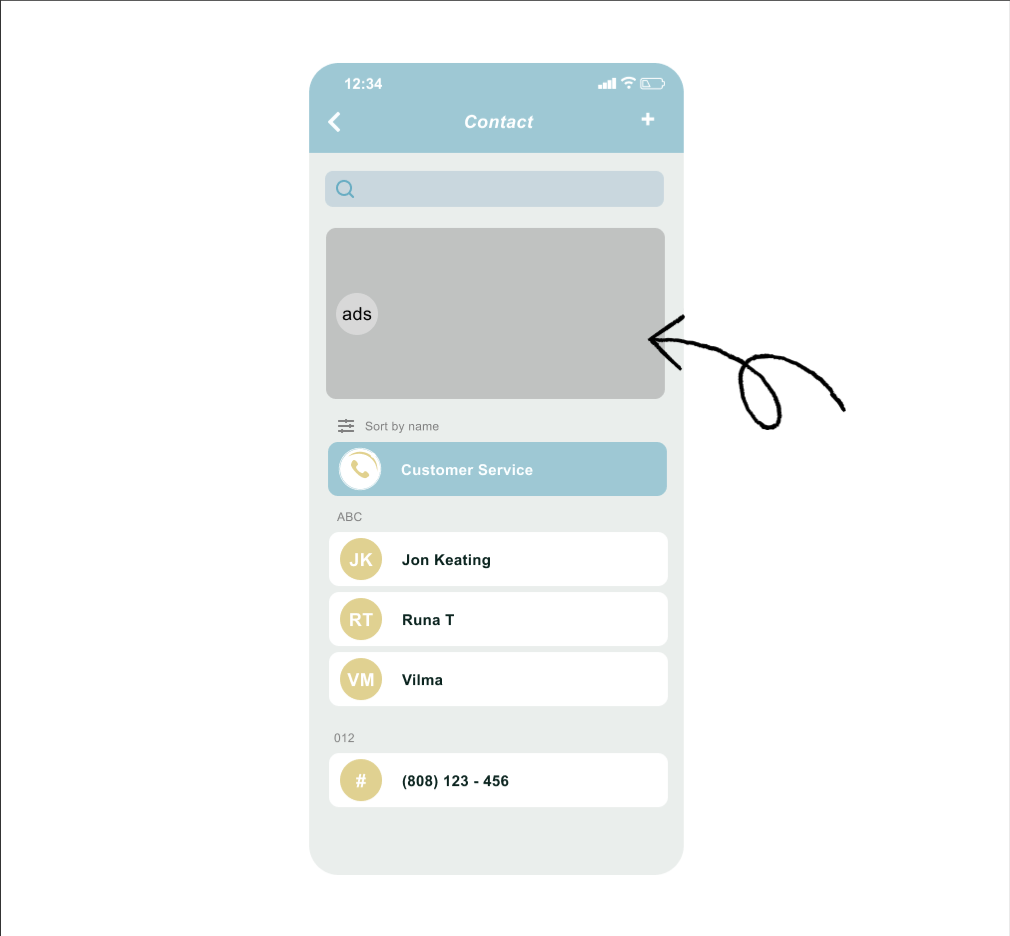 12:34
Contact
ads
Sort by name
Customer Service
ABC
JK Jon Keating
RT Runa T
VM Vilma
012
# (808) 123 - 456